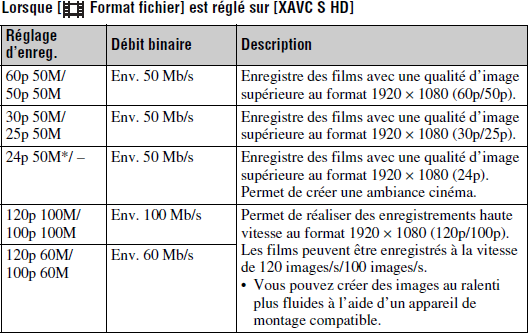 Lorsque [ Format fichier] est réglé sur [XAVC S HD]
Réglage d'enreg.
Débit binaire
Description
60p 50M/
50p 50M
Env. 50 Mb/s
Enregistre des films avec une qualité d'image
supérieure au format 1920 × 1080 (60p/50p).
30p 50M/
25p 50M
Env. 50 Mb/s
Enregistre des films avec une qualité d'image
supérieure au format 1920 × 1080 (30p/25p).
24p 50M*/ –
Env. 50 Mb/s
Enregistre des films avec une qualité d'image
supérieure au format 1920 × 1080 (24p).
Permet de créer une ambiance cinéma.
120p 100M/
100p 100M
Env. 100 Mb/s
120p 60M/
100p 60M
Env. 60 Mb/s
Permet de réaliser des enregistrements haute
vitesse au format 1920 × 1080 (120p/100p).
Les films peuvent être enregistrés à la vitesse
de 120 images/s/100 images/s.
• Vous pouvez créer des images au ralenti
plus fluides à l'aide d'un appareil de
montage compatible.